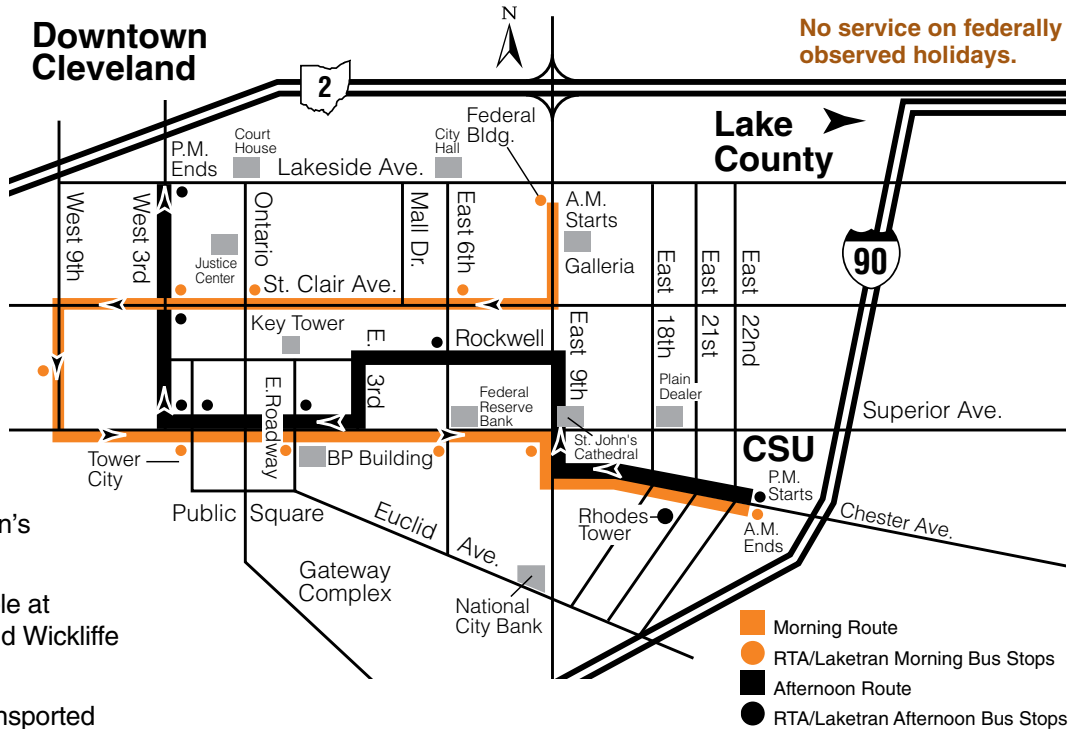 Downtown
Cleveland
N
No service on federally
observed holidays.
2
Federal
Bldg.
Lake
County
P.M.
Ends
Court
House
Lakeside Ave.
City
Hall
West 9th
West 3rd
Ontario
Mall Dr.
East 6th
A.M.
Starts
Galleria
Justice
Center
St. Clair Ave.
East 18th
East 21st
East 22nd
90
Key Tower
E. 3rd
Rockwell
East 9th
E.Roadway
Federal
Reserve
Bank
Plain
Dealer
Superior Ave.
St. John's
Cathedral
CSU
Tower
City
BP Building
P.M.
Starts
Public Square
Euclid Ave.
Rhodes
Tower
A.M.
Ends
Chester Ave.
n's
Gateway
Complex
le at
d Wickliffe
National
City Bank
nsported
Morning Route
RTA/Laketran Morning Bus Stops
Afternoon Route
RTA/Laketran Afternoon Bus Stops